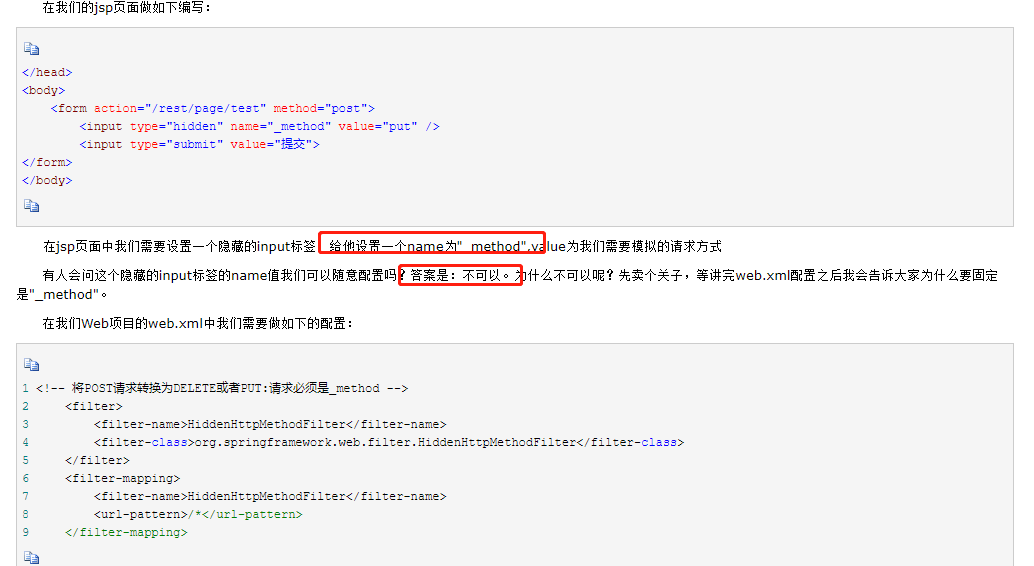 在我们的jsp页面做如下编写：
</head>
<body>
<form action="/rest/page/test" method="post">
<input type="hidden" name="_method" value="put" />
<input type="submit" value="提交">
</form>
</body>
在jsp页面中我们需要设置一个隐藏的input标签 给他设置一个name为"_method",value为我们需要模拟的请求方式
有人会问这个隐藏的input标签的name值我们可以随意配置吗？答案是：不可以。为什么不可以呢？先卖个关子，等讲完web.xml配置之后我会告诉大家为什么要固定
是"_method"。
在我们Web项目的web.xml中我们需要做如下的配置：
1 <!-- 将POST请求转换为DELETE或者PUT:请求必须是_method -->
2 <filter>
3 <filter-name>HiddenHttpMethodFilter</filter-name>
4 <filter-class>org.springframework.web.filter.HiddenHttpMethodFilter</filter-class>
5 </filter>
6 <filter-mapping>
7 <filter-name>HiddenHttpMethodFilter</filter-name>
8 <url-pattern>/*</url-pattern>
9 </filter-mapping>